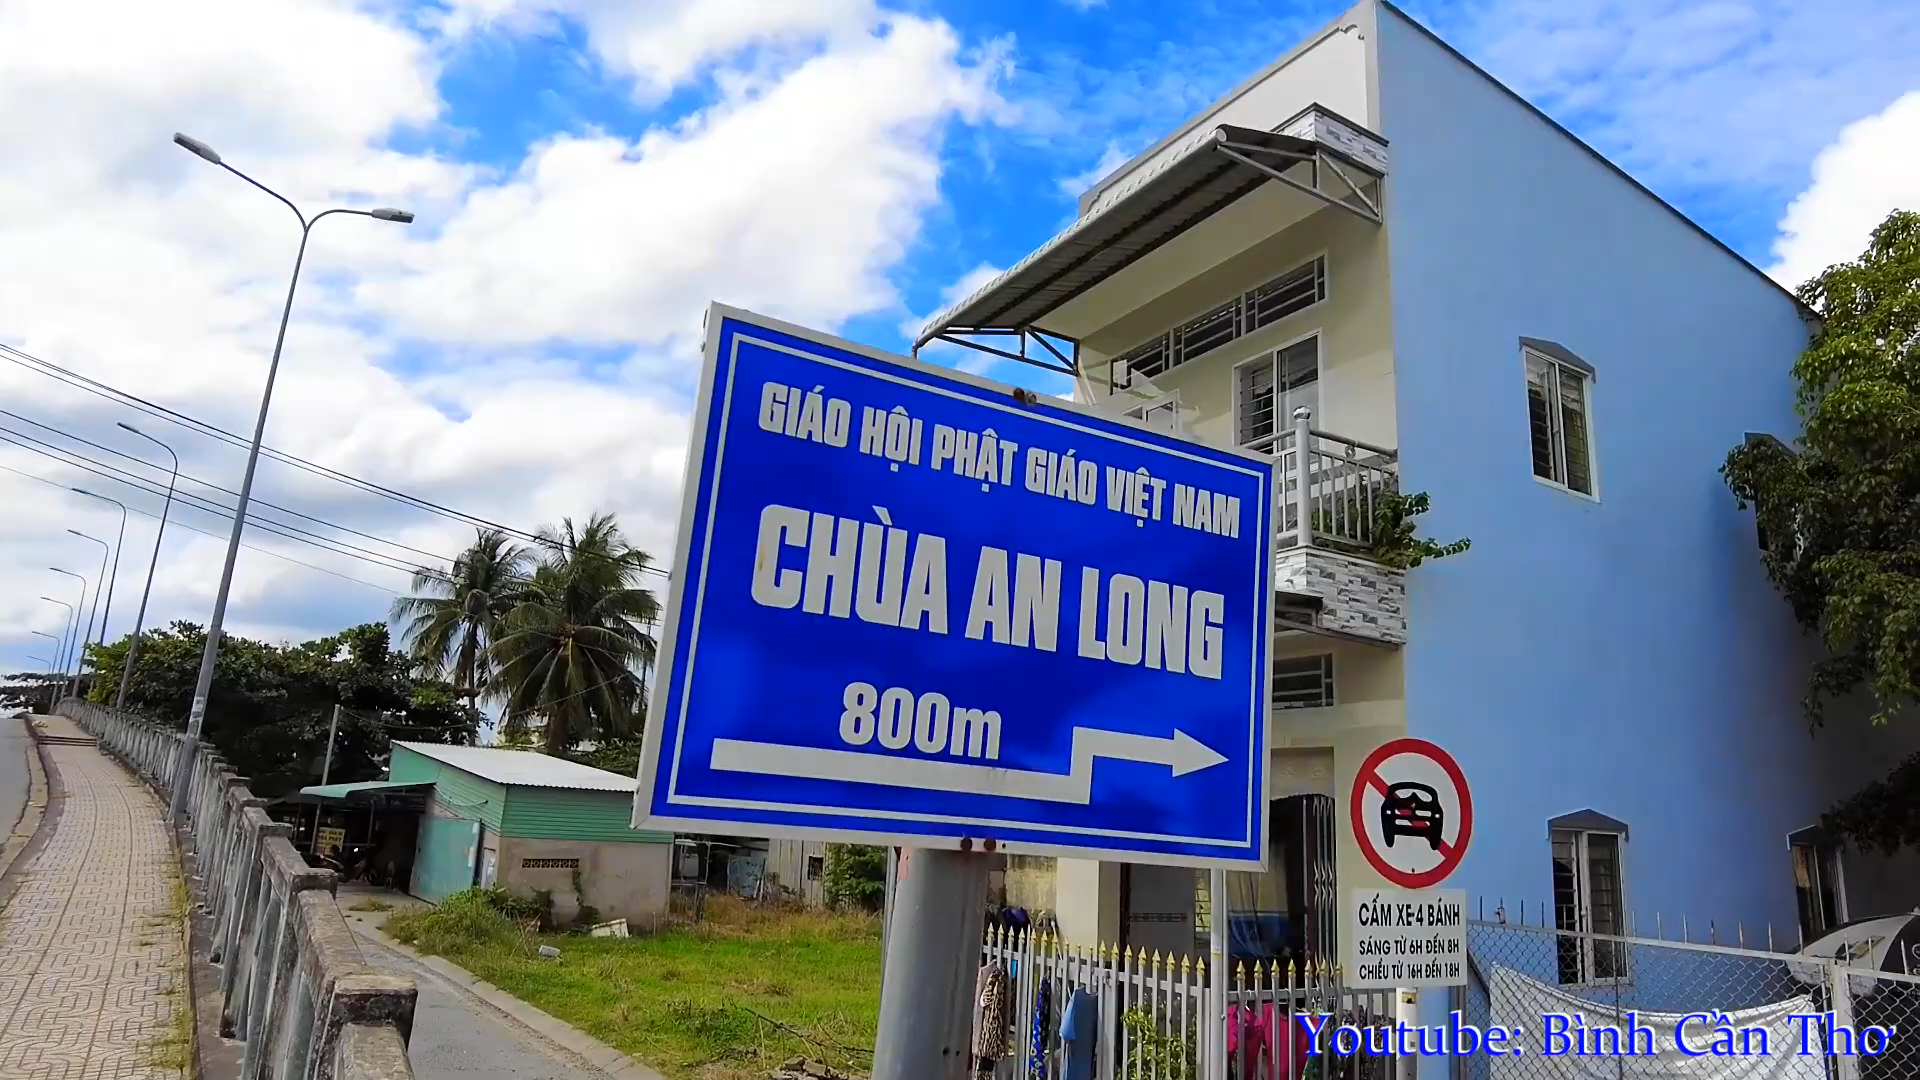 GIÁO HỘI PHẬT GIÁO VIỆT NAM
CHÙA AN LONG
800m
CẤM XE 4 BÁNH
SÁNG TỪ 6H ĐẾN 8H
CHIỀU TỪ 16H ĐẾN 18H
Youtube: Bình Cần Thơ